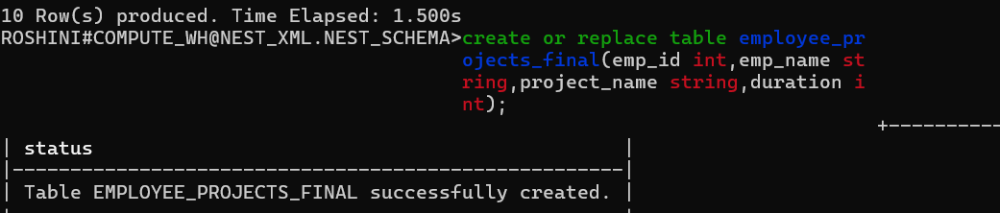 10 Row(s) produced. Time Elapsed: 1.500s
ROSHINI#COMPUTE_WH@NEST_XML.NEST_SCHEMA>create or replace table employee_pr
ojects_final(emp_id int,emp_name st
ring,project_name string,duration i
nt);
+----------
| status |
|-----------------------------------------------------|
| Table EMPLOYEE_PROJECTS_FINAL successfully created. |